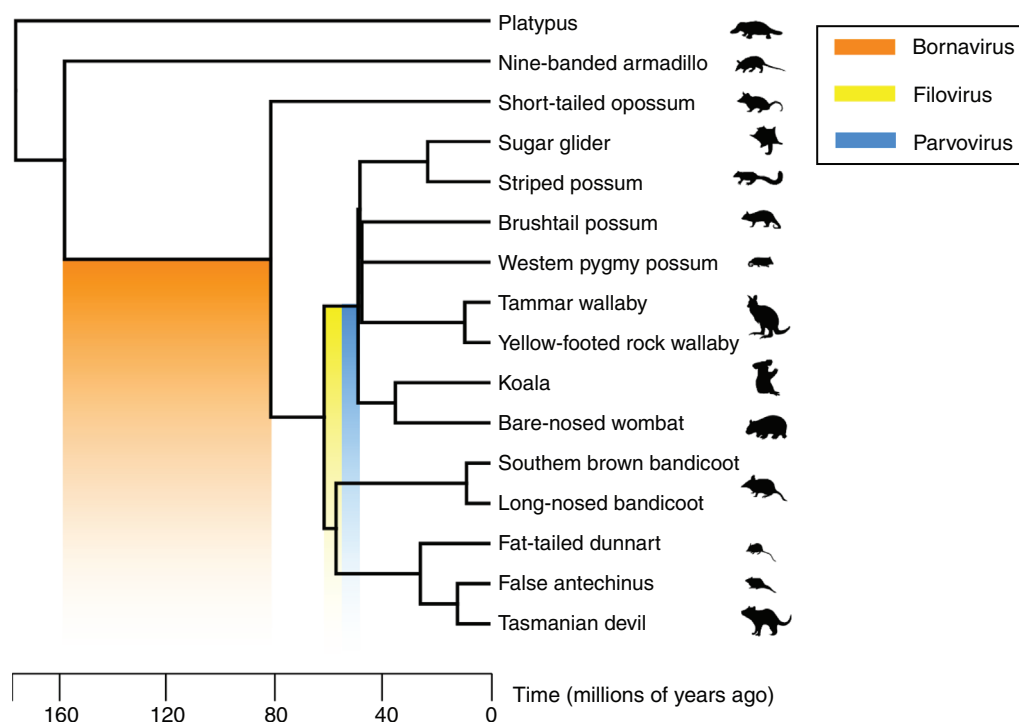 Platypus
Nine-banded armadillo
Short-tailed opossum
Sugar glider
Striped possum
Brushtail possum
Westem pygmy possum
Tammar wallaby
Yellow-footed rock wallaby
Koala
Bare-nosed wombat
Southem brown bandicoot
Long-nosed bandicoot
Fat-tailed dunnart
False antechinus
Tasmanian devil
Bornavirus
Filovirus
Parvovirus
160 120 80 40 0 Time (millions of years ago)